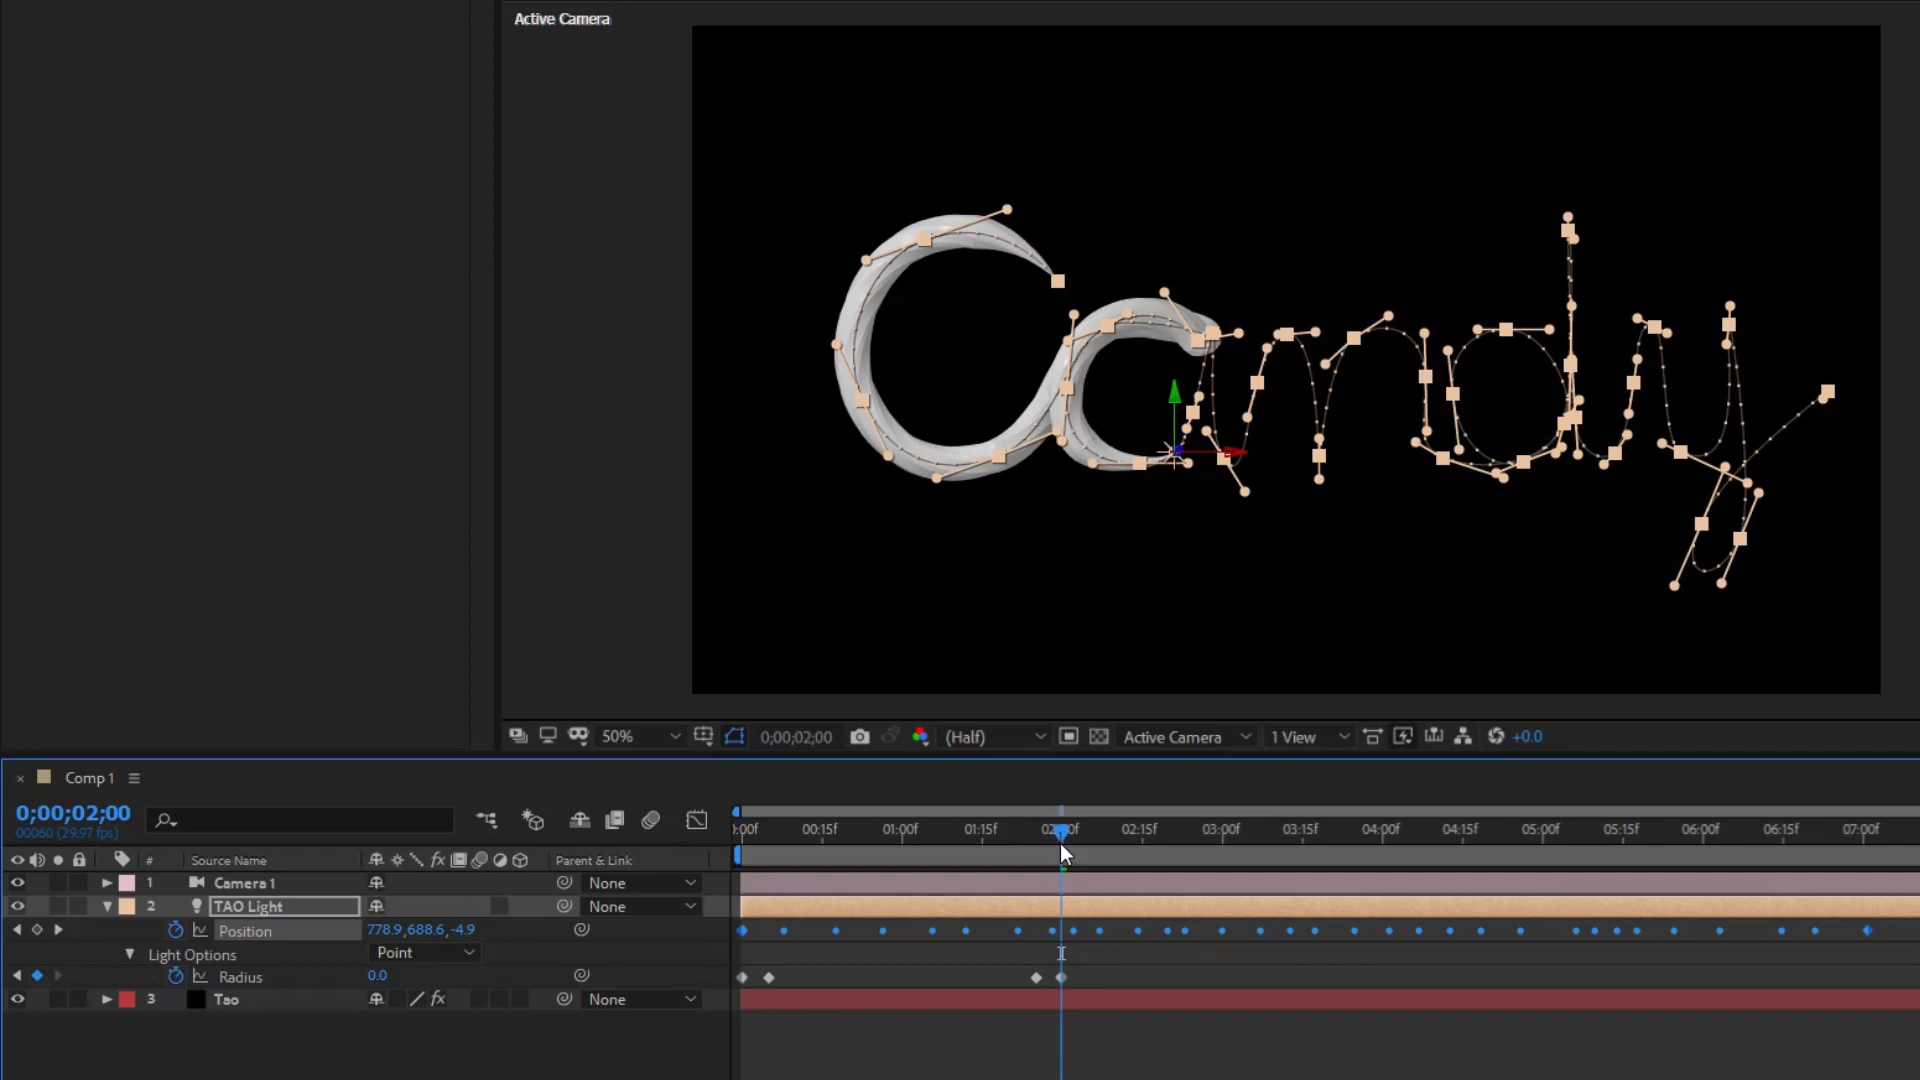 Active Camera
Candy
50% 0;00;02;00 (Half) Active Camera 1 View +0.0
× Comp 1
0;00;02;00
00060 (29.97 fps)
:00f 00:15f 01:00f 01:15f 02:00f 02:15f 03:00f 03:15f 04:00f 04:15f 05:00f 05:15f 06:00f 06:15f 07:00f
# Source Name fx Parent & Link
1 Camera 1 None
2 TAO Light None
Position 778.9,688.6,-4.9
Light Options Point
Radius 0.0
3 Tao fx None